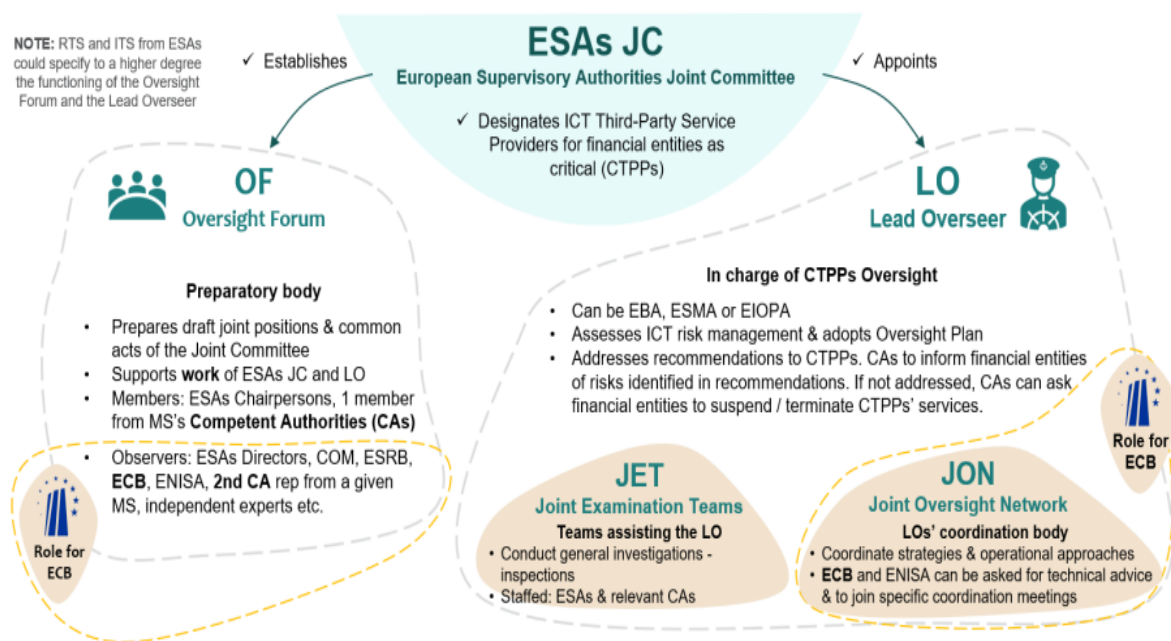 NOTE: RTS and ITS from ESAs
could specify to a higher degree
the functioning of the Oversight
Forum and the Lead Overseer
✓ Establishes
ESAs JC
European Supervisory Authorities Joint Committee
✓ Designates ICT Third-Party Service
Providers for financial entities as
critical (CTPPs)
✓ Appoints
OF
Oversight Forum
Preparatory body
• Prepares draft joint positions & common
acts of the Joint Committee
• Supports work of ESAs JC and LO
• Members: ESAs Chairpersons, 1 member
from MS's Competent Authorities (CAs)
• Observers: ESAs Directors, COM, ESRB,
ECB, ENISA, 2nd CA rep from a given
MS, independent experts etc.
Role for
ECB
LO
Lead Overseer
In charge of CTPPs Oversight
• Can be EBA, ESMA or EIOPA
• Assesses ICT risk management & adopts Oversight Plan
• Addresses recommendations to CTPPs. CAs to inform financial entities
of risks identified in recommendations. If not addressed, CAs can ask
financial entities to suspend / terminate CTPPs' services.
Role for
ECB
JET
Joint Examination Teams
Teams assisting the LO
• Conduct general investigations -
inspections
• Staffed: ESAs & relevant CAs
JON
Joint Oversight Network
LOs' coordination body
• Coordinate strategies & operational approaches
• ECB and ENISA can be asked for technical advice
& to join specific coordination meetings